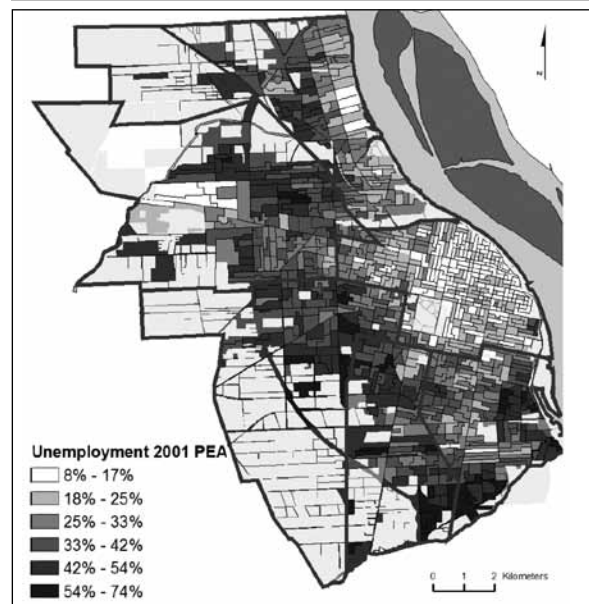 N
Unemployment 2001 PEA
8% - 17%
18% - 25%
25% - 33%
33% - 42%
42% - 54%
54% - 74%
0 1 2 Kilometers